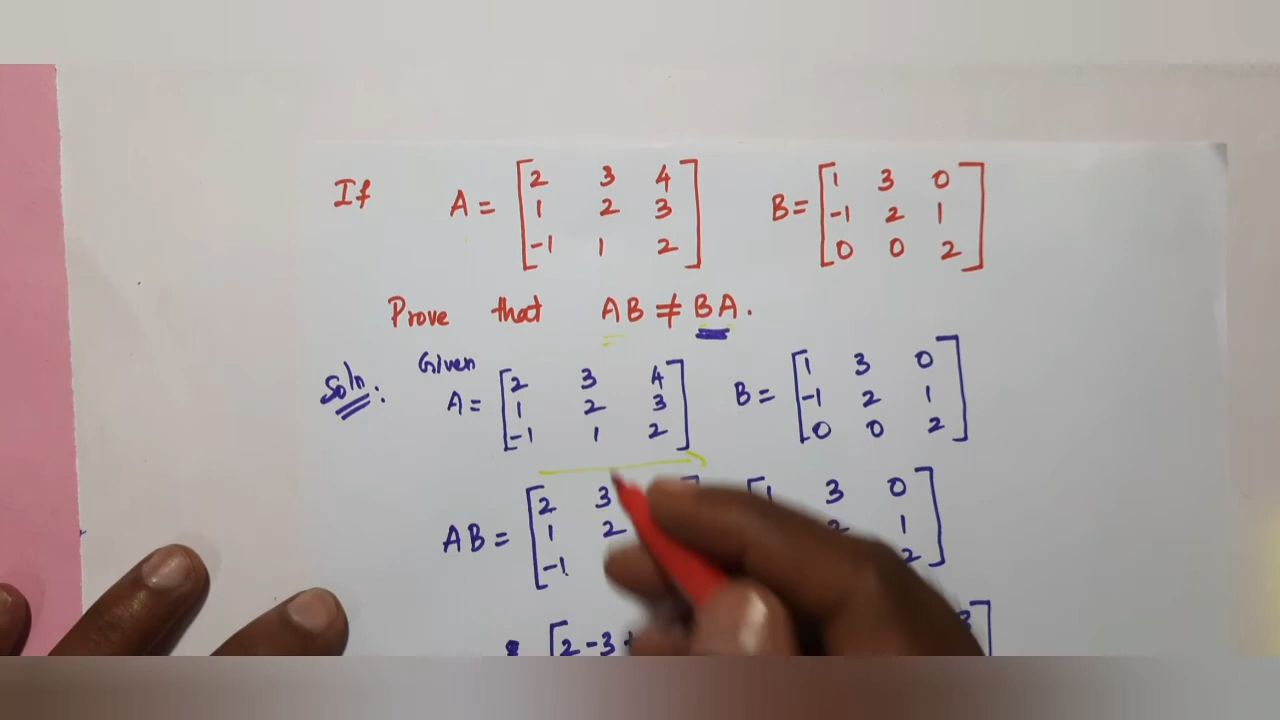 If A = [2 3 4 B = [1 3 0
1 2 3] -1 2 1]
-1 1 2 0 0 2
Prove that AB ≠ BA.
Soln: Given
A = [2 3 4 B = [1 3 0
1 2 3] -1 2 1]
-1 1 2 0 0 2
AB = [2 3 [1 3 0
1 2 1]
-1 2
[2-3+